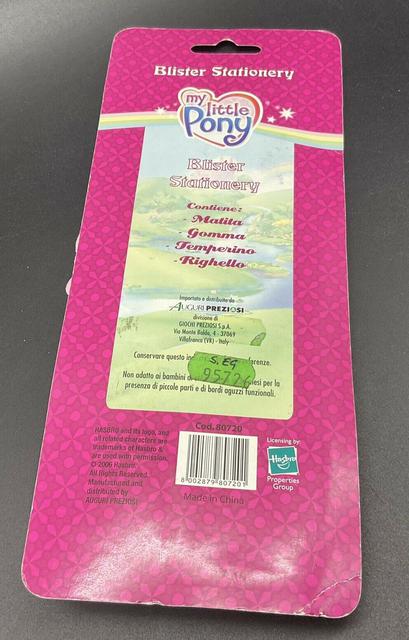 Blister Stationery
my little Pony
Blister
Stationery
Contiene:
- Matita
- Gomma
- Temperino
- Righello
Importato e distribuito da
AUGURI PREZIOSI
divisione di
GIOCHI PREZIOSI S.p.A.
Via Monte Baldo, 4 - 37069
Villafranca (VR) - Italy
Conservare questo
S. EG
95726
Non adatto ai bambini di per la
presenza di piccole parti e di bordi aguzzi funzionali.
Cod. 80720
HASBRO and its logo, and
all related characters are
trademarks of Hasbro &
are used with permission.
© 2006 Hasbro.
All Rights Reserved.
Manufactured and
distributed by
AUGURI PREZIOSI
8 002879 807201
Made in China
Licensing by:
Hasbro
Properties
Group